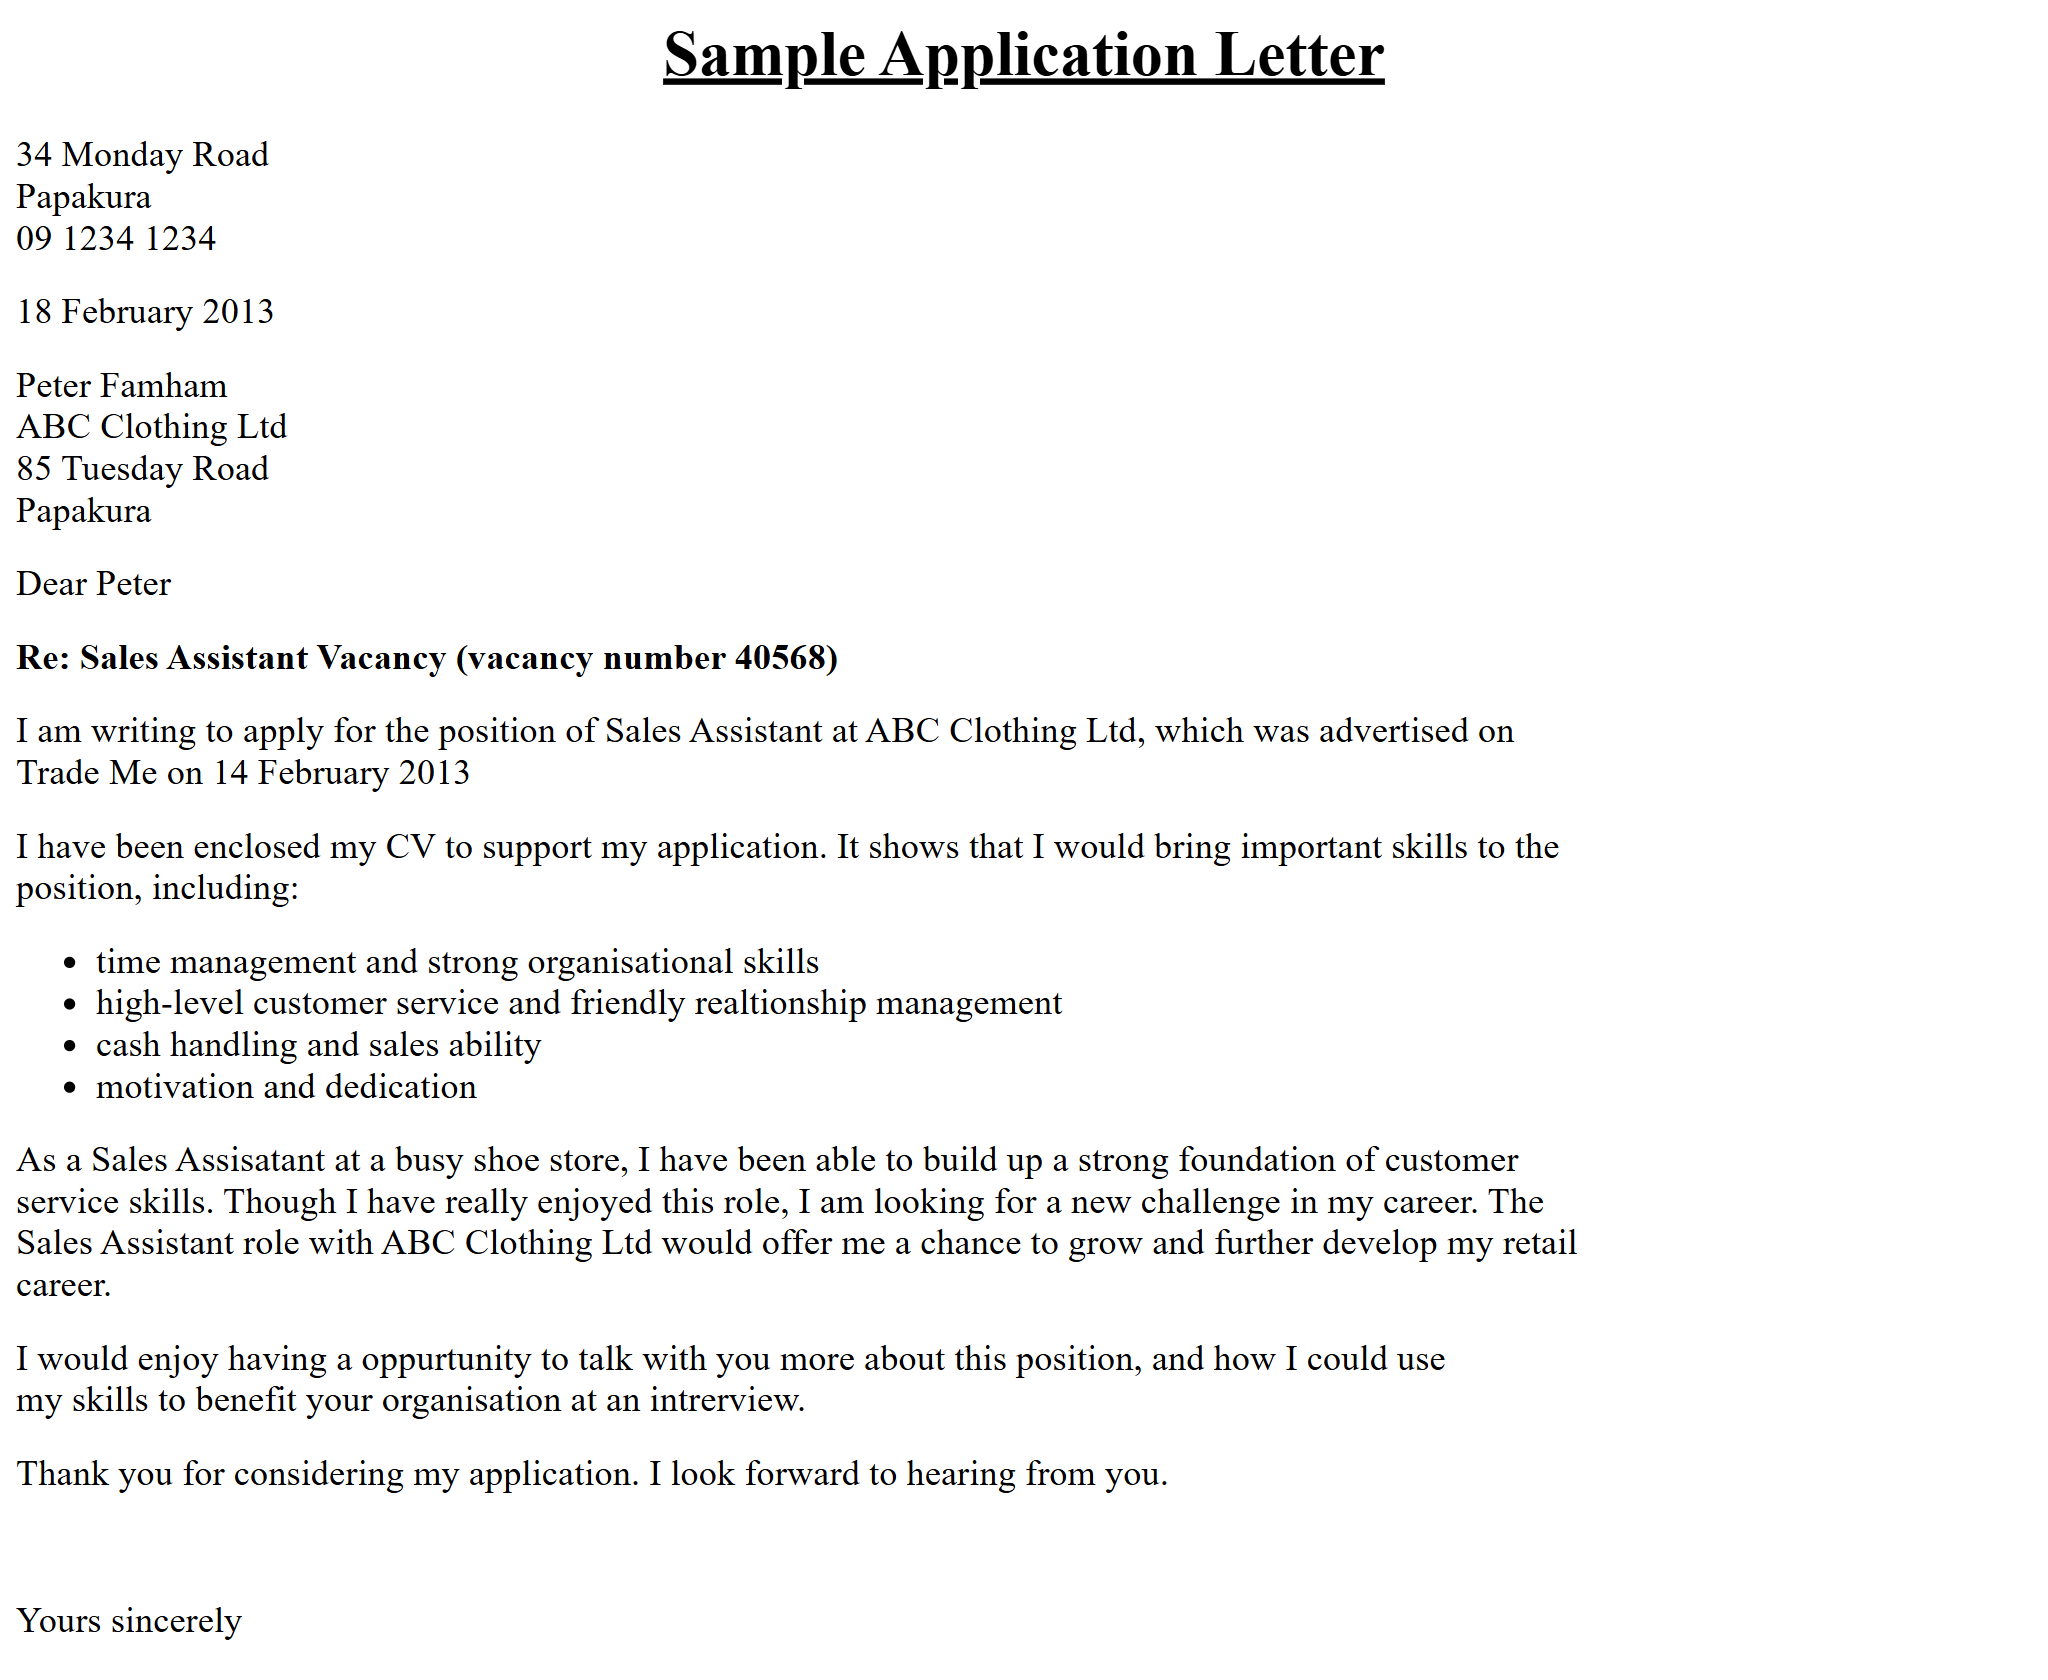 Sample Application Letter
34 Monday Road
Papakura
09 1234 1234
18 February 2013
Peter Famham
ABC Clothing Ltd
85 Tuesday Road
Papakura
Dear Peter
Re: Sales Assistant Vacancy (vacancy number 40568)
I am writing to apply for the position of Sales Assistant at ABC Clothing Ltd, which was advertised on
Trade Me on 14 February 2013
I have been enclosed my CV to support my application. It shows that I would bring important skills to the
position, including:
• time management and strong organisational skills
• high-level customer service and friendly realtionship management
• cash handling and sales ability
• motivation and dedication
As a Sales Assisatant at a busy shoe store, I have been able to build up a strong foundation of customer
service skills. Though I have really enjoyed this role, I am looking for a new challenge in my career. The
Sales Assistant role with ABC Clothing Ltd would offer me a chance to grow and further develop my retail
career.
I would enjoy having a oppurtunity to talk with you more about this position, and how I could use
my skills to benefit your organisation at an intrerview.
Thank you for considering my application. I look forward to hearing from you.
Yours sincerely